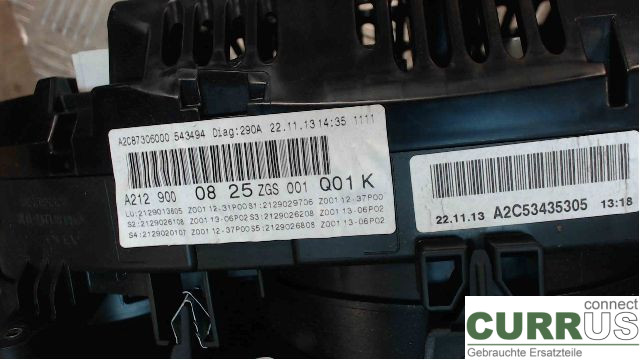 A2C87306000 543494 Diag:290A 22.11.13 14:35 1111
A212 900 08 25 ZGS 001 Q01 K
LU:2129013605 Z001 12-31P00 S1:2129029706 Z001 12-37P00
S2:2129026108 Z001 13-06P02 S3:2129026208 Z001 13-06P02
S4:2129020107 Z001 12-37P00 S5:2129026808 Z001 13-06P02
22.11.13 A2C53435305 13:18
connect
CURRUS
Gebrauchte Ersatzteile